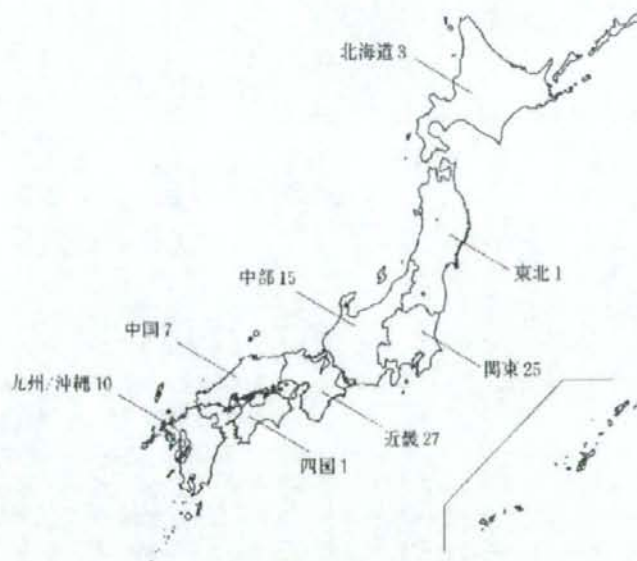 北海道 3
東北 1
中部 15
中国 7
関東 25
九州/沖縄 10
近畿 27
四国 1